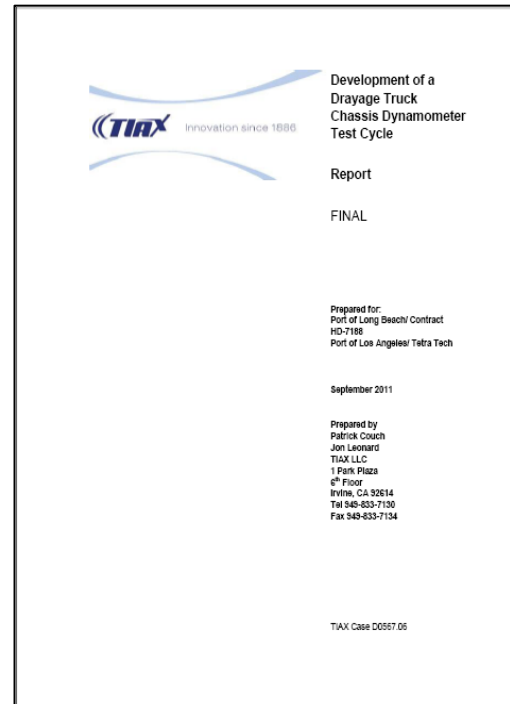 TIAX Innovation since 1886
Development of a
Drayage Truck
Chassis Dynamometer
Test Cycle
Report
FINAL
Prepared for:
Port of Long Beach/ Contract
HD-7188
Port of Los Angeles/ Tetra Tech
September 2011
Prepared by
Patrick Couch
Jon Leonard
TIAX LLC
1 Park Plaza
6th Floor
Irvine, CA 92614
Tel 949-833-7130
Fax 949-833-7134
TIAX Case D0567.06